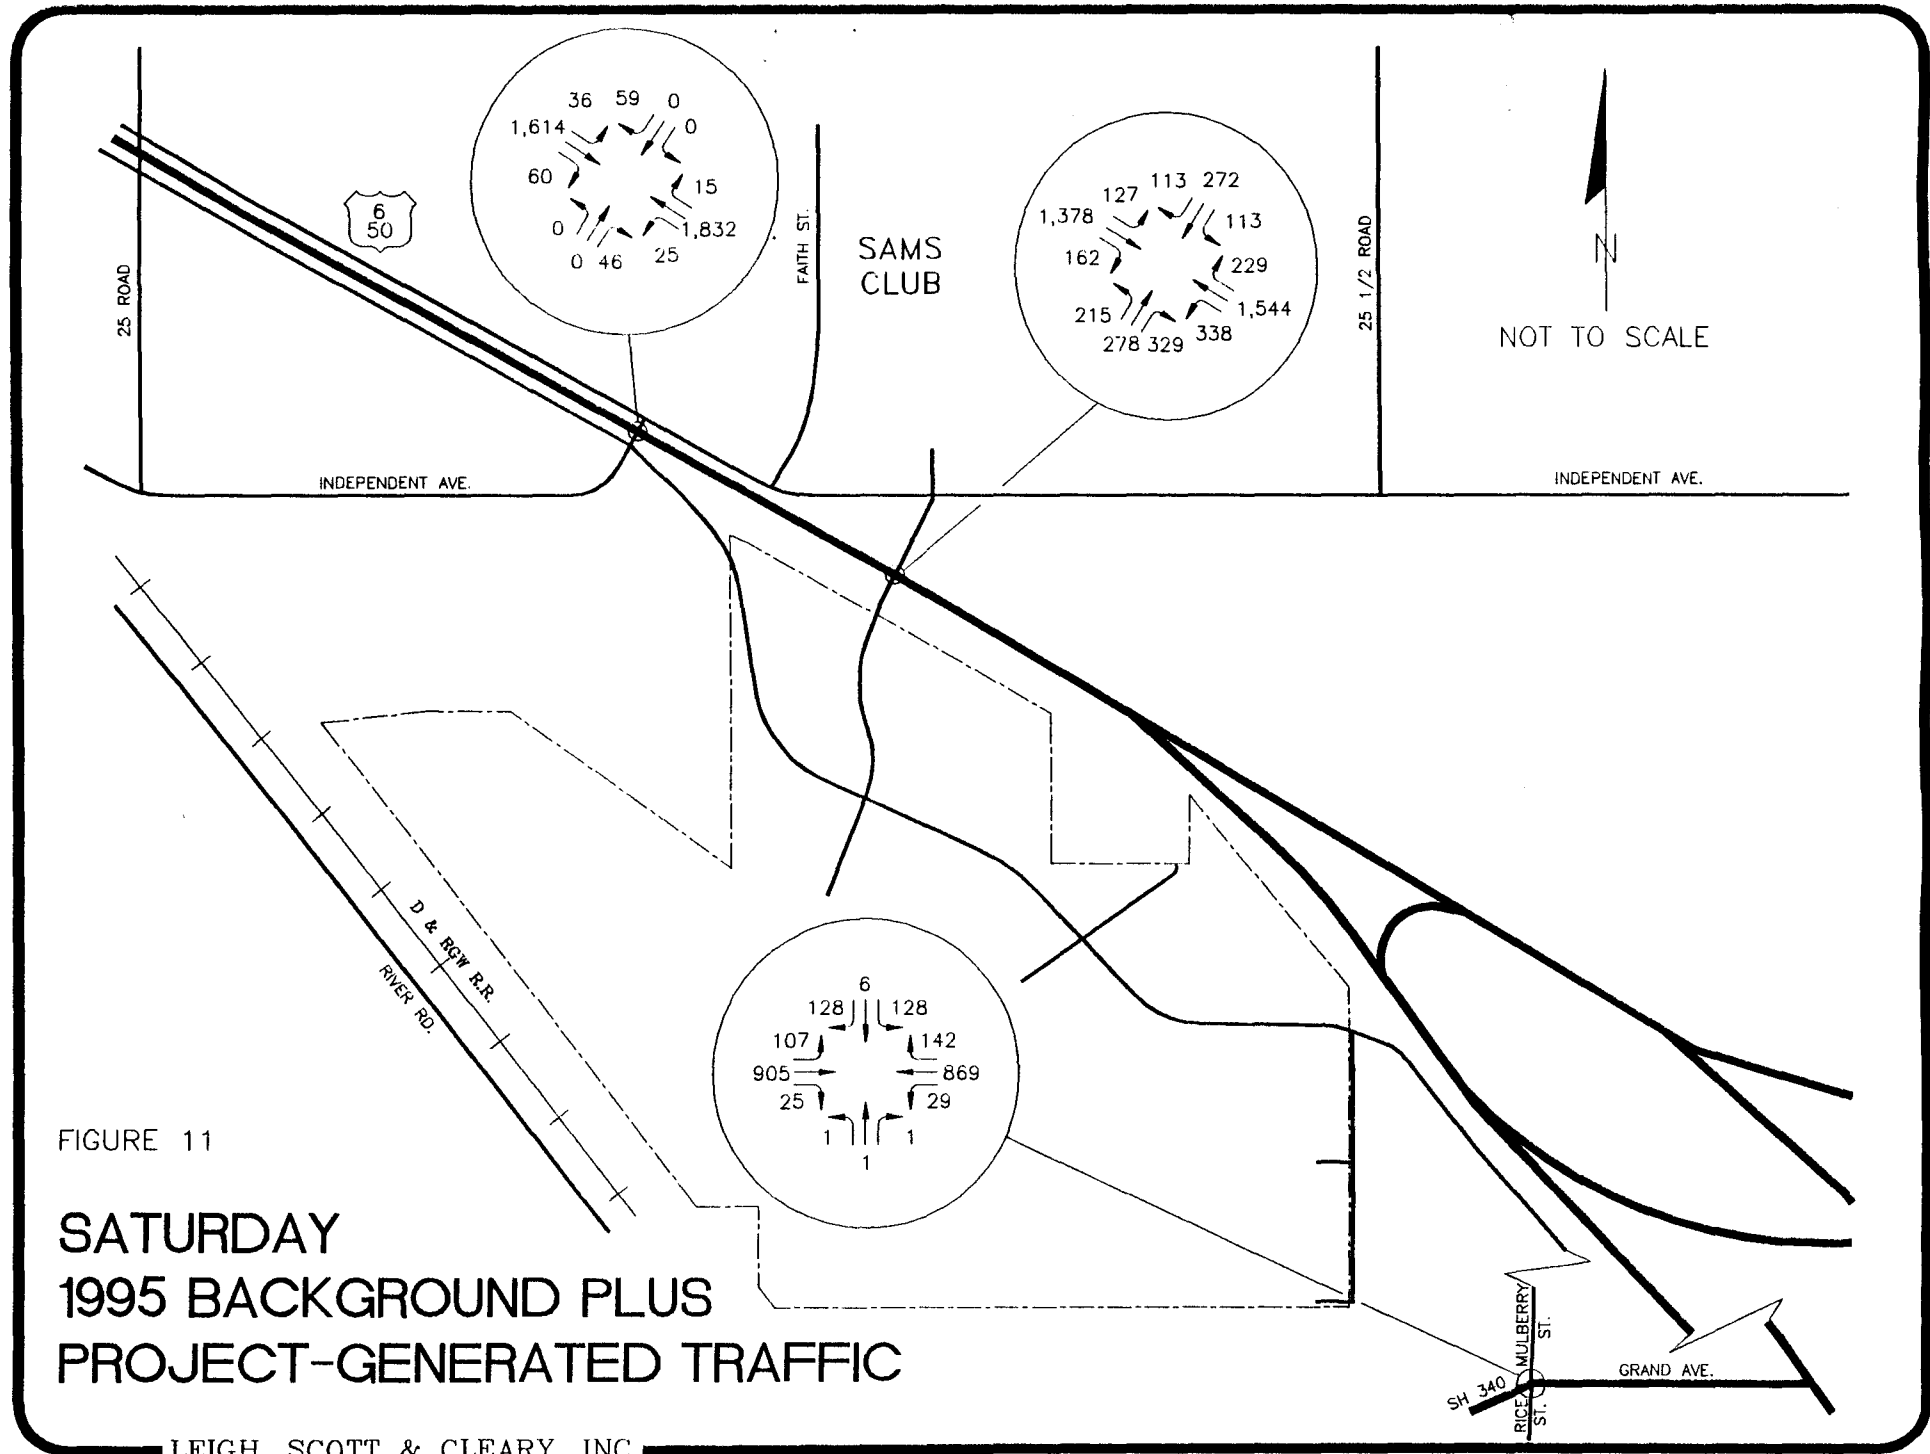 36 59 0
1,614 0
60 15
0 1,832
0 46 25
6
50
25 ROAD
FAITH ST.
SAMS
CLUB
113 272
127
1,378 113
162 229
215 1,544
278 329 338
25 1/2 ROAD
N
NOT TO SCALE
INDEPENDENT AVE.
INDEPENDENT AVE.
D & RGW R.R.
RIVER RD.
6
128 128
107 142
905 869
25 29
1 1
1
FIGURE 11
SATURDAY
1995 BACKGROUND PLUS
PROJECT-GENERATED TRAFFIC
MULBERRY
ST.
GRAND AVE.
SH 340
RICE
ST.
LEIGH, SCOTT & CLEARY, INC.